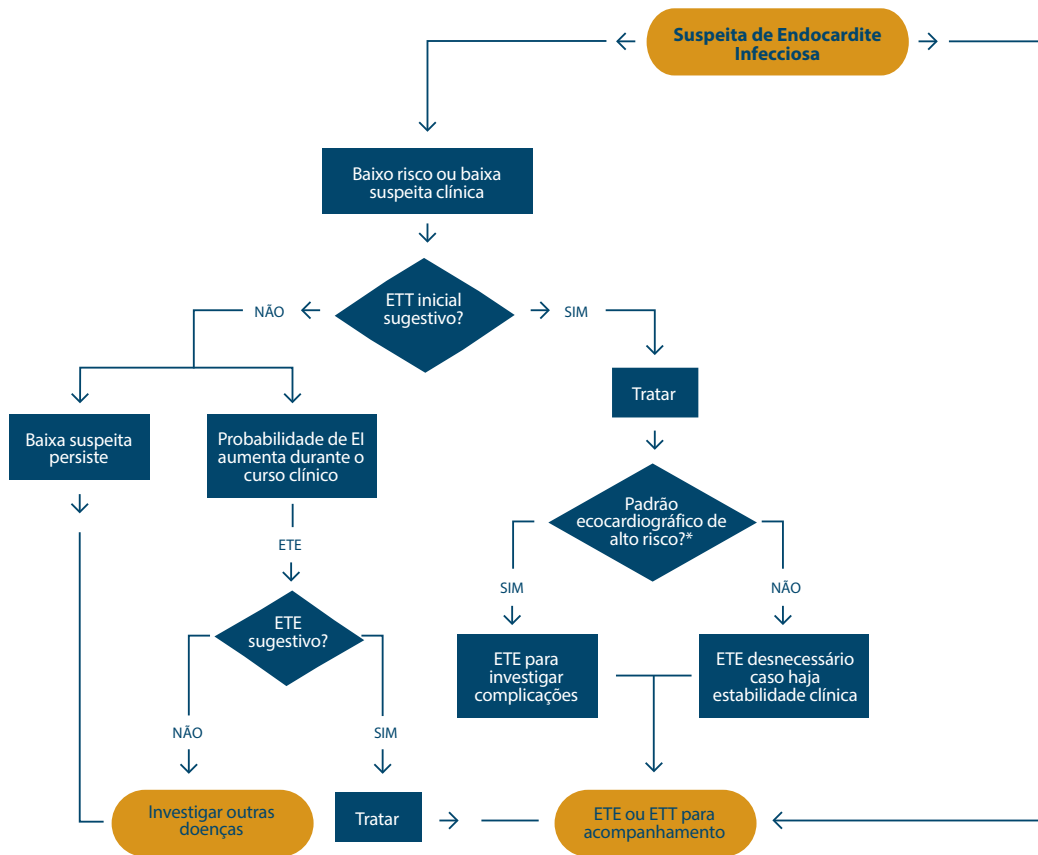 Suspeita de Endocardite
Infecciosa
Baixo risco ou baixa
suspeita clínica
ETT inicial
sugestivo?
NÃO
SIM
Tratar
Baixa suspeita
persiste
Probabilidade de EI
aumenta durante o
curso clínico
Padrão
ecocardiográfico de
alto risco?*
ETE
SIM
NÃO
ETE
sugestivo?
ETE para
investigar
complicações
ETE desnecessário
caso haja
estabilidade clínica
NÃO
SIM
Investigar outras
doenças
Tratar
ETE ou ETT para
acompanhamento